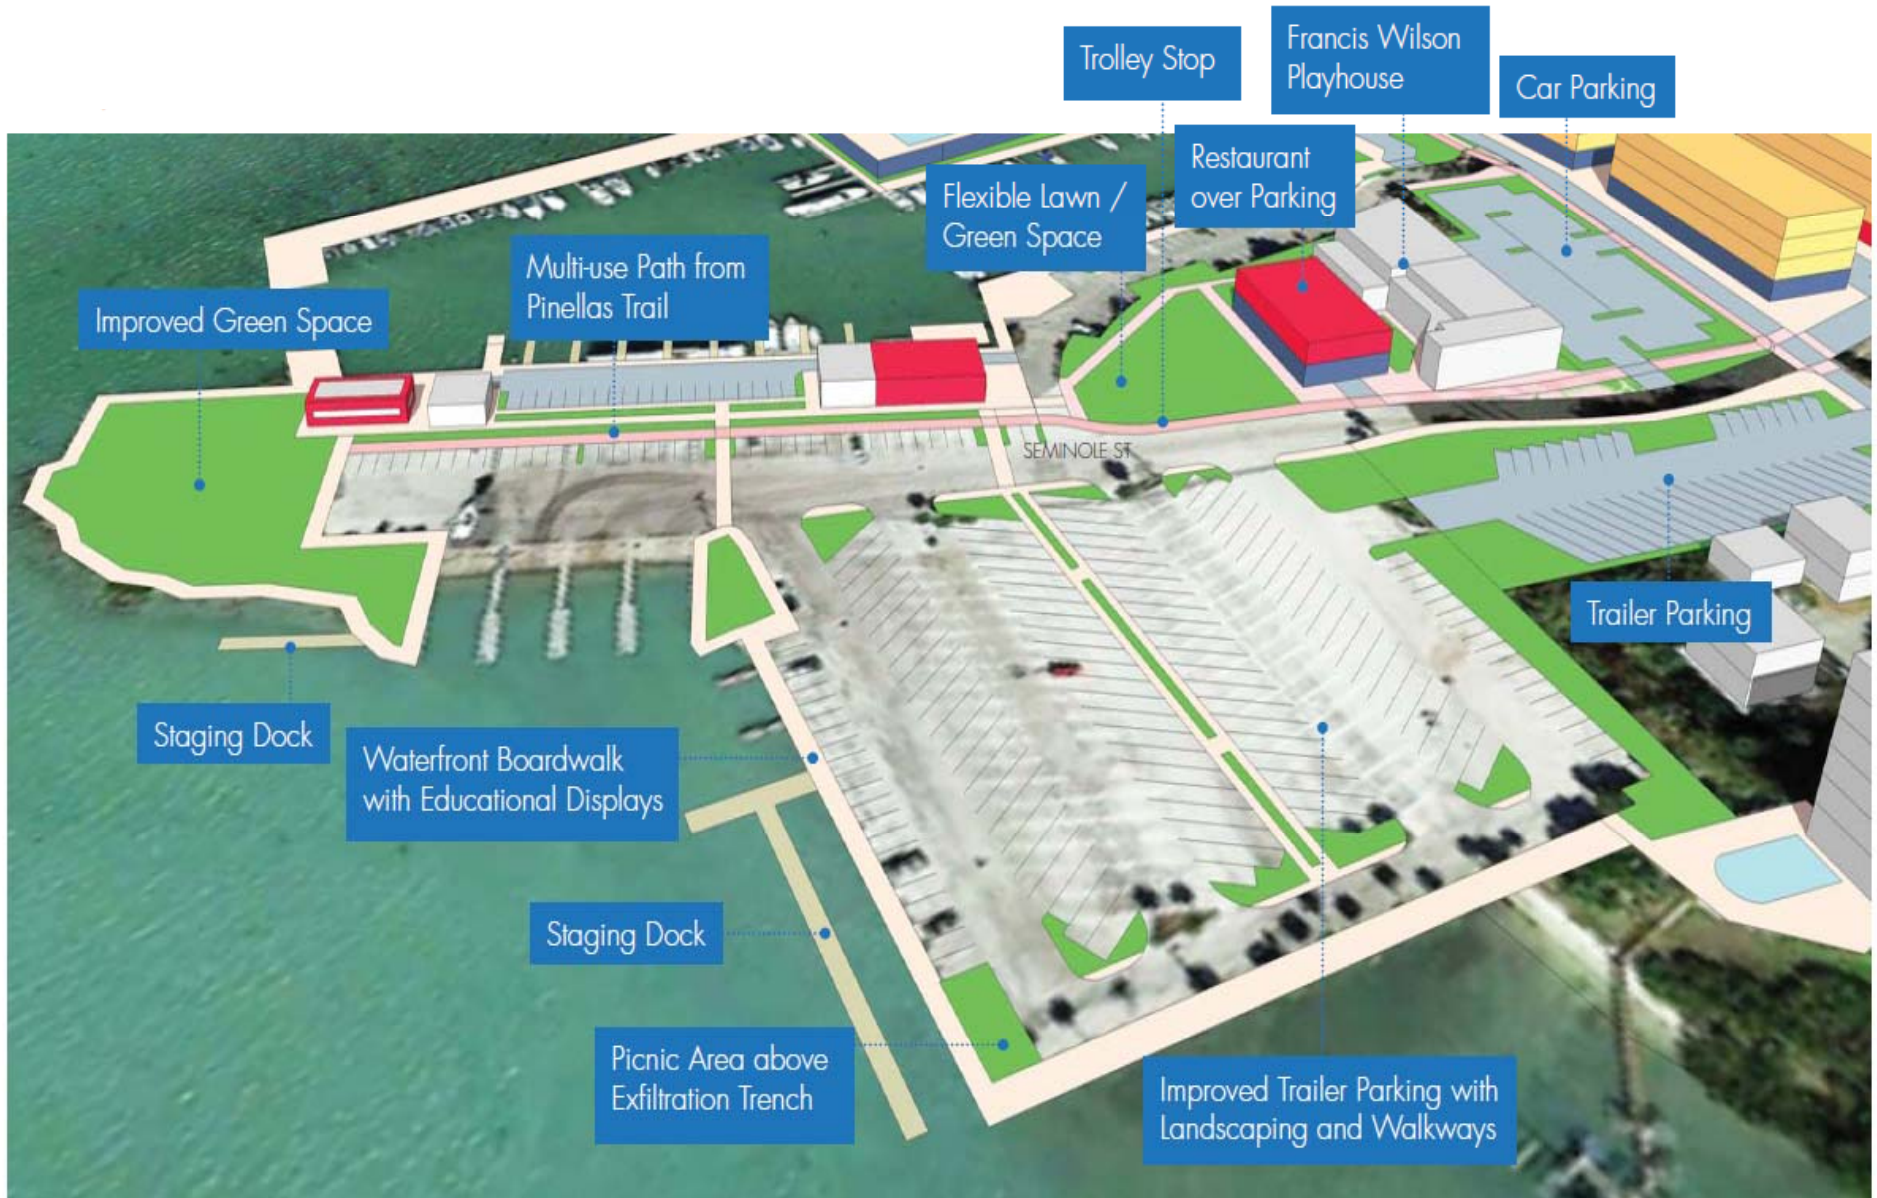 Trolley Stop
Francis Wilson
Playhouse
Car Parking
Restaurant
over Parking
Flexible Lawn /
Green Space
Multi-use Path from
Pinellas Trail
Improved Green Space
SEMINOLE ST
Trailer Parking
Staging Dock
Waterfront Boardwalk
with Educational Displays
Staging Dock
Picnic Area above
Exfiltration Trench
Improved Trailer Parking with
Landscaping and Walkways